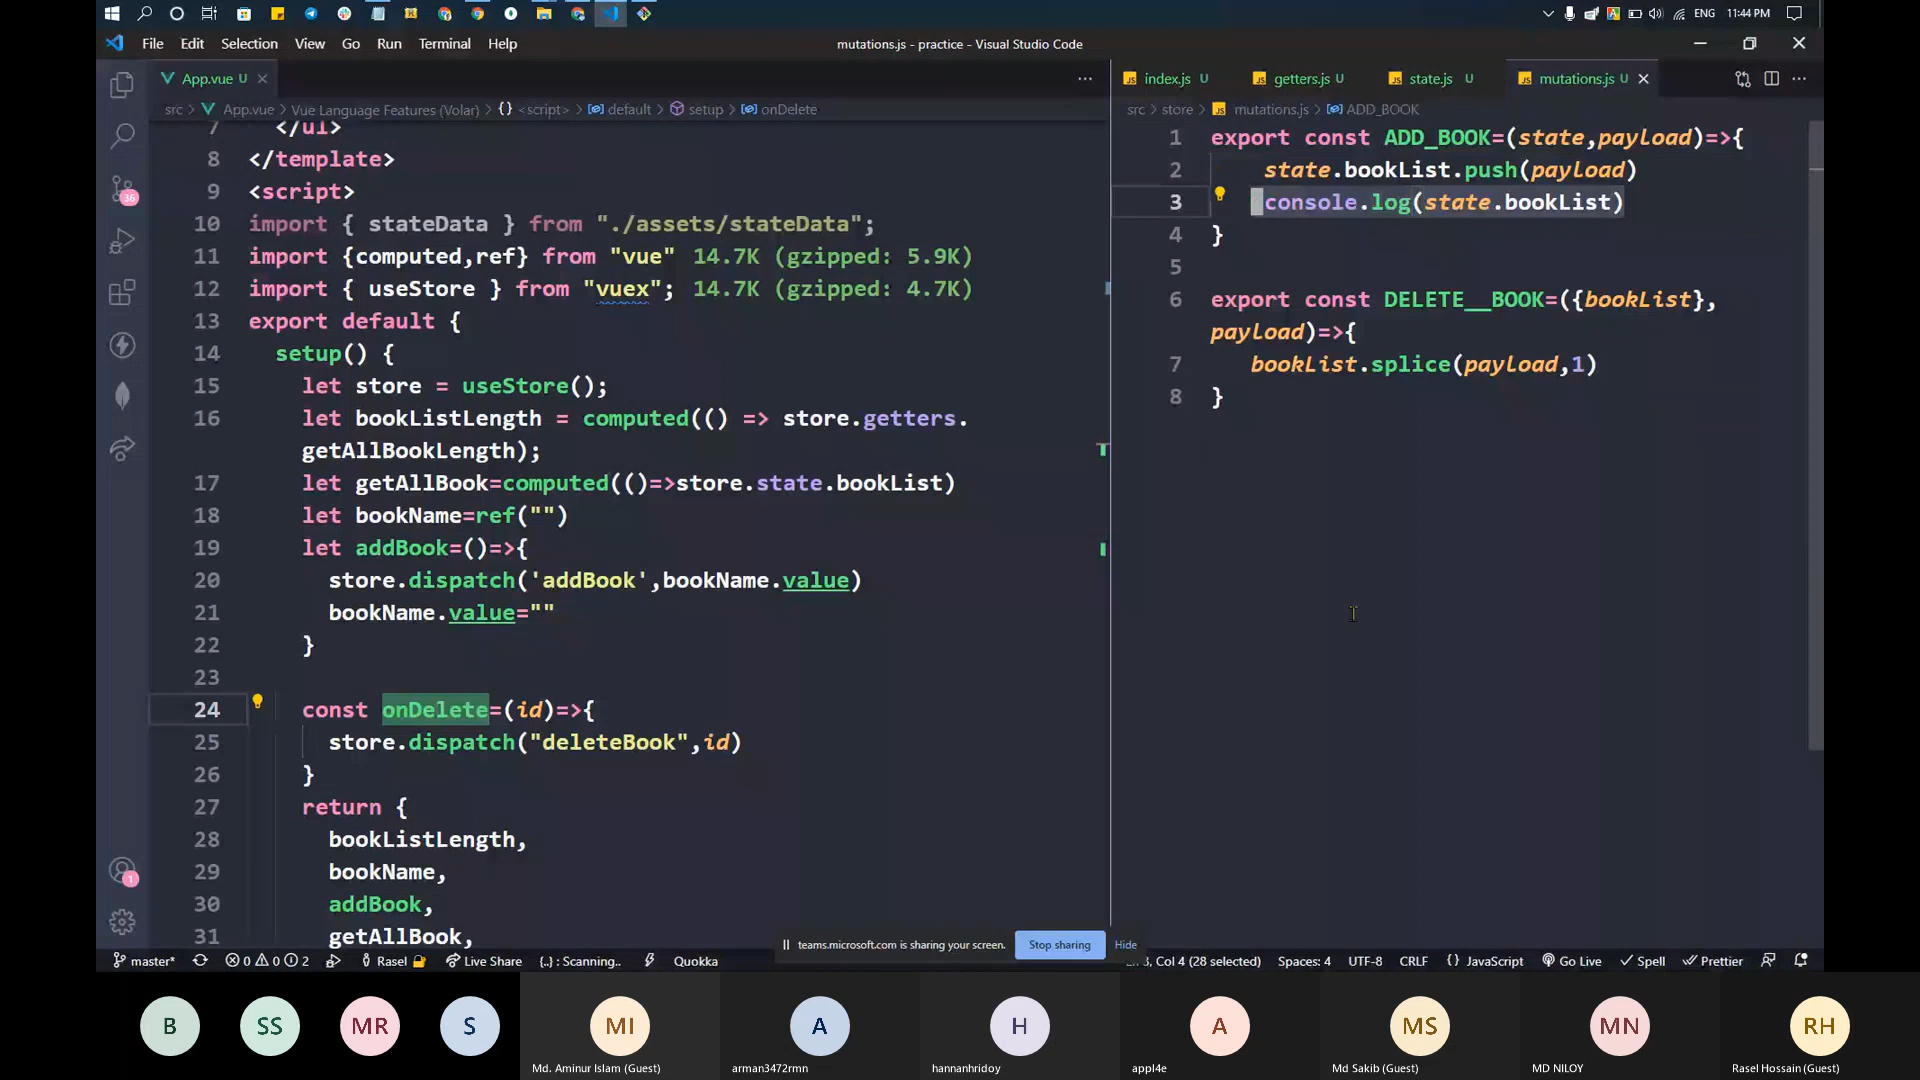 ENG 11:44 PM
File Edit Selection View Go Run Terminal Help
mutations.js - practice - Visual Studio Code
App.vue U
src > App.vue > Vue Language Features (Volar) > {} <script> > default > setup > onDelete
7 </ul>
8 </template>
9 <script>
10 import { stateData } from "./assets/stateData";
11 import {computed,ref} from "vue" 14.7K (gzipped: 5.9K)
12 import { useStore } from "vuex"; 14.7K (gzipped: 4.7K)
13 export default {
14 setup() {
15 let store = useStore();
16 let bookListLength = computed(() => store.getters.
getAllBookLength);
17 let getAllBook=computed(()=>store.state.bookList)
18 let bookName=ref("")
19 let addBook=()=>{
20 store.dispatch('addBook',bookName.value)
21 bookName.value=""
22 }
23
24 const onDelete=(id)=>{
25 store.dispatch("deleteBook",id)
26 }
27 return {
28 bookListLength,
29 bookName,
30 addBook,
31 getAllBook,
index.js U getters.js U state.js U mutations.js U
src > store > mutations.js > ADD_BOOK
1 export const ADD_BOOK=(state,payload)=>{
2 state.bookList.push(payload)
3 console.log(state.bookList)
4 }
5
6 export const DELETE__BOOK=({bookList},
payload)=>{
7 bookList.splice(payload,1)
8 }
36
1
teams.microsoft.com is sharing your screen. Stop sharing Hide
master* 0 0 2 Rasel Live Share {..} : Scanning.. Quokka
3, Col 4 (28 selected) Spaces: 4 UTF-8 CRLF {} JavaScript Go Live Spell Prettier
B SS MR S MI A H A MS MN RH
Md. Aminur Islam (Guest) arman3472rmn hannanhridoy appl4e Md Sakib (Guest) MD NILOY Rasel Hossain (Guest)